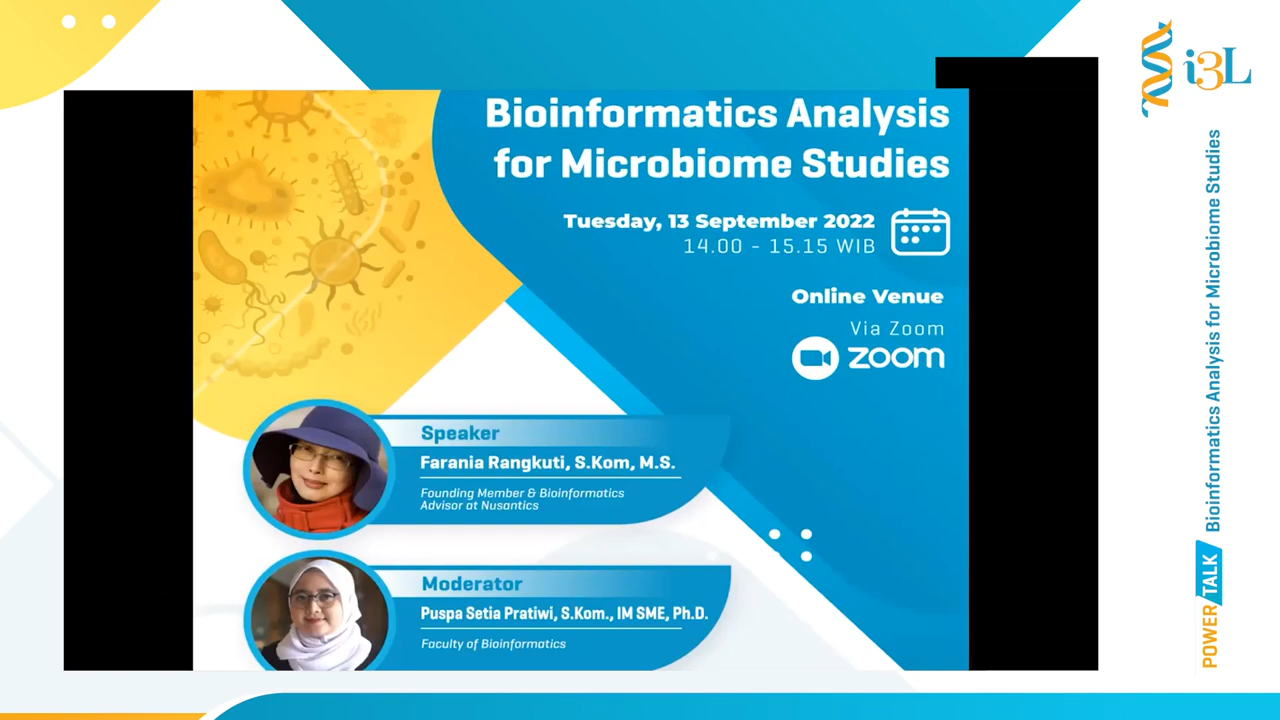 Bioinformatics Analysis
for Microbiome Studies
Tuesday, 13 September 2022
14.00 - 15.15 WIB
Online Venue
Via Zoom
zoom
Speaker
Farania Rangkuti, S.Kom, M.S.
Founding Member & Bioinformatics
Advisor at Nusantics
Moderator
Puspa Setia Pratiwi, S.Kom., IM SME, Ph.D.
Faculty of Bioinformatics
i3L
POWER TALK Bioinformatics Analysis for Microbiome Studies